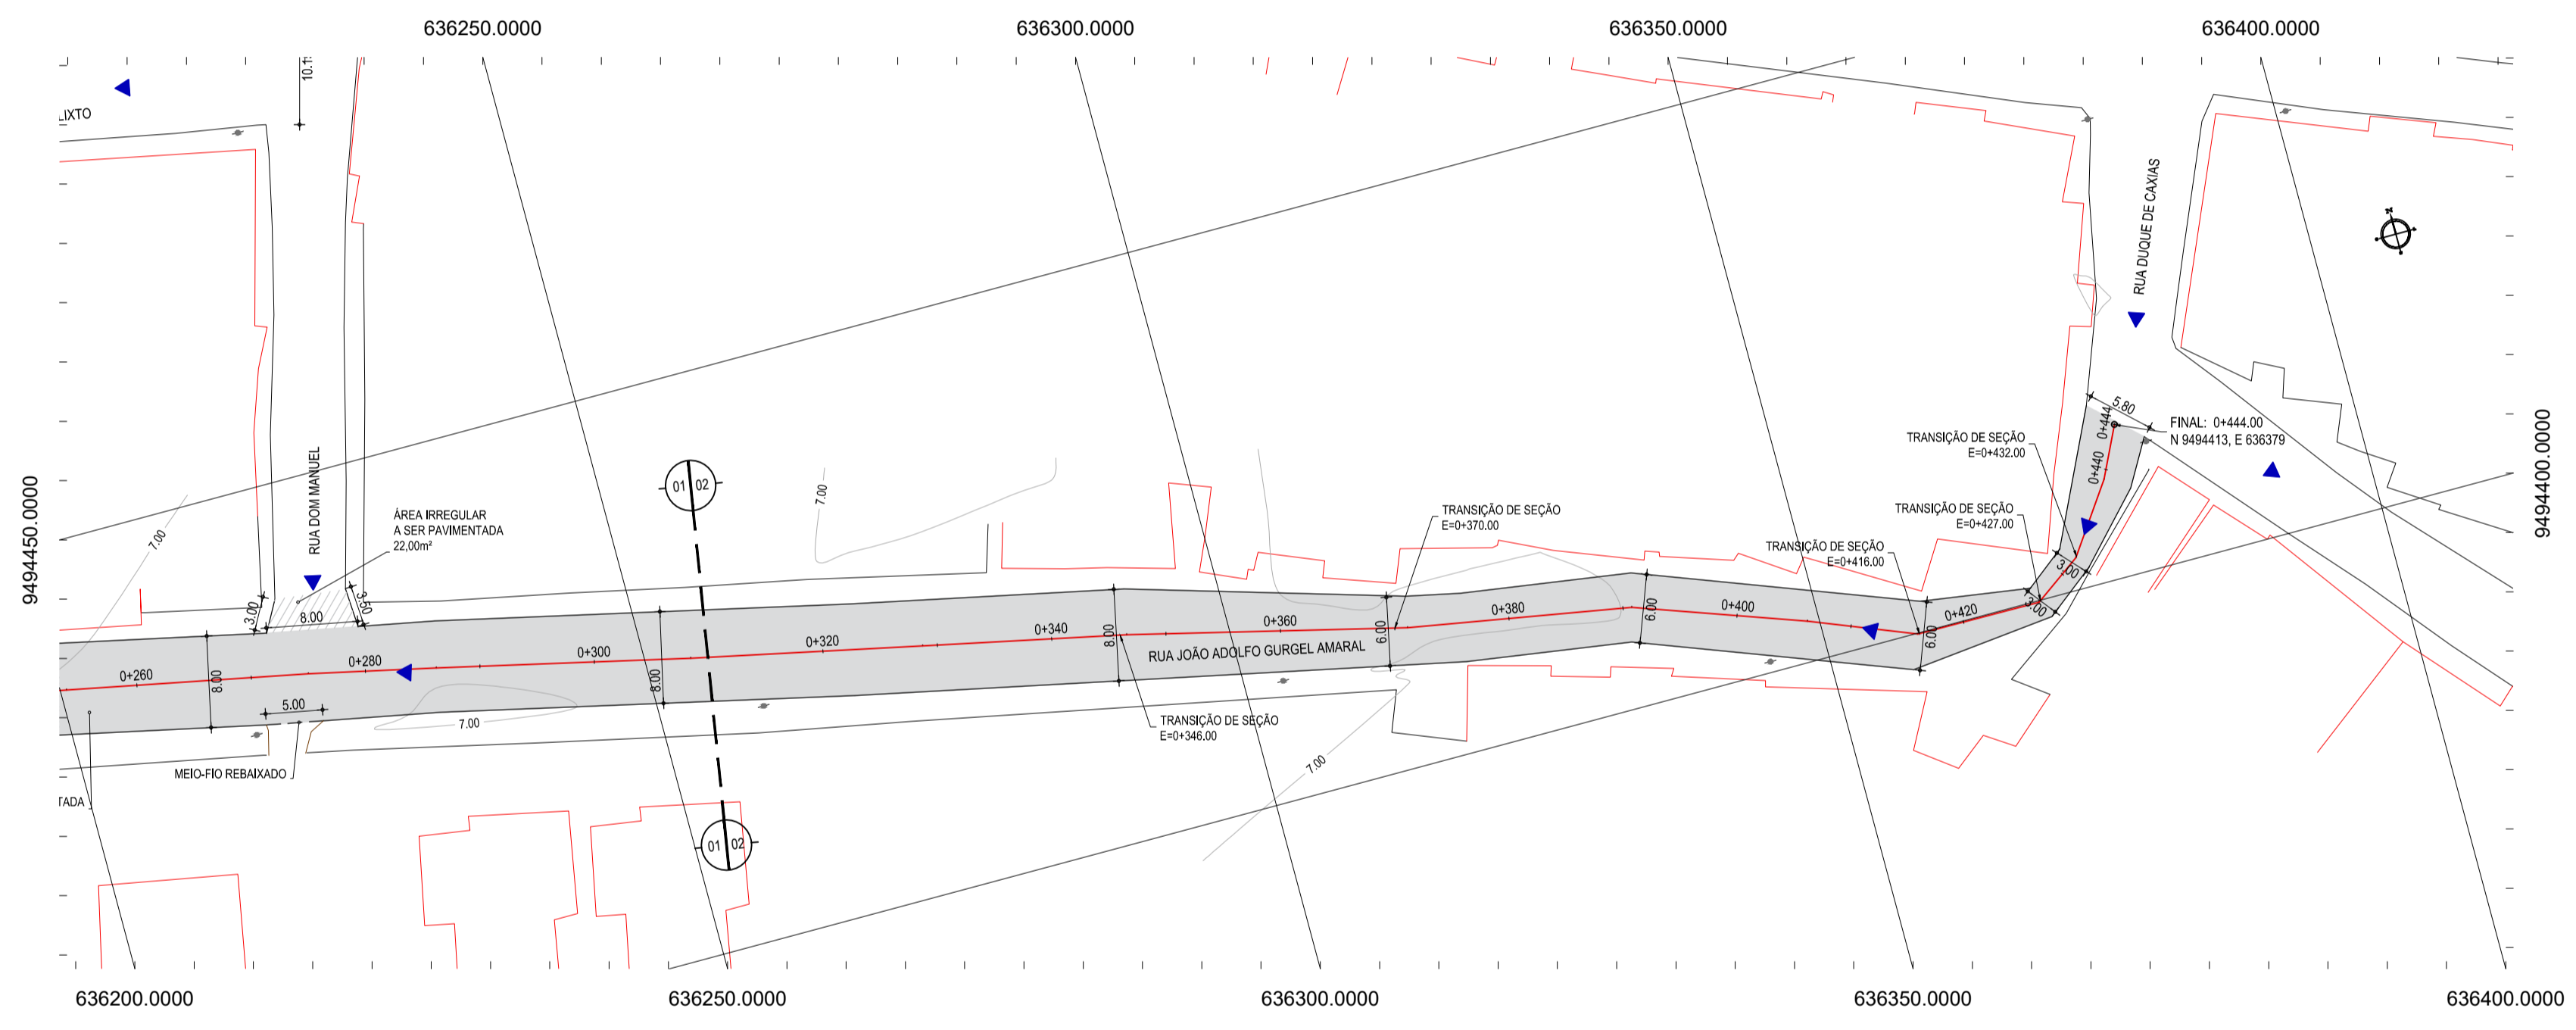 636250.0000
636300.0000
636350.0000
636400.0000
LIXTO
10.1
RUA DUQUE DE CAXIAS
5.80
0+444
FINAL: 0+444.00
N 9494413, E 636379
TRANSIÇÃO DE SEÇÃO
E=0+432.00
0+440
9494400.0000
RUA DOM MANUEL
7.00
9494450.0000
01
02
7.00
ÁREA IRREGULAR
A SER PAVIMENTADA
22,00m²
TRANSIÇÃO DE SEÇÃO
E=0+370.00
TRANSIÇÃO DE SEÇÃO
E=0+427.00
TRANSIÇÃO DE SEÇÃO
E=0+416.00
3.00
3.00
3.00
8.00
3.50
0+260
8.00
0+280
0+300
8.00
0+320
0+340
8.00
0+360
6.00
0+380
6.00
0+400
6.00
0+420
RUA JOÃO ADOLFO GURGEL AMARAL
5.00
7.00
TRANSIÇÃO DE SEÇÃO
E=0+346.00
7.00
MEIO-FIO REBAIXADO
TADA
01
02
636200.0000
636250.0000
636300.0000
636350.0000
636400.0000